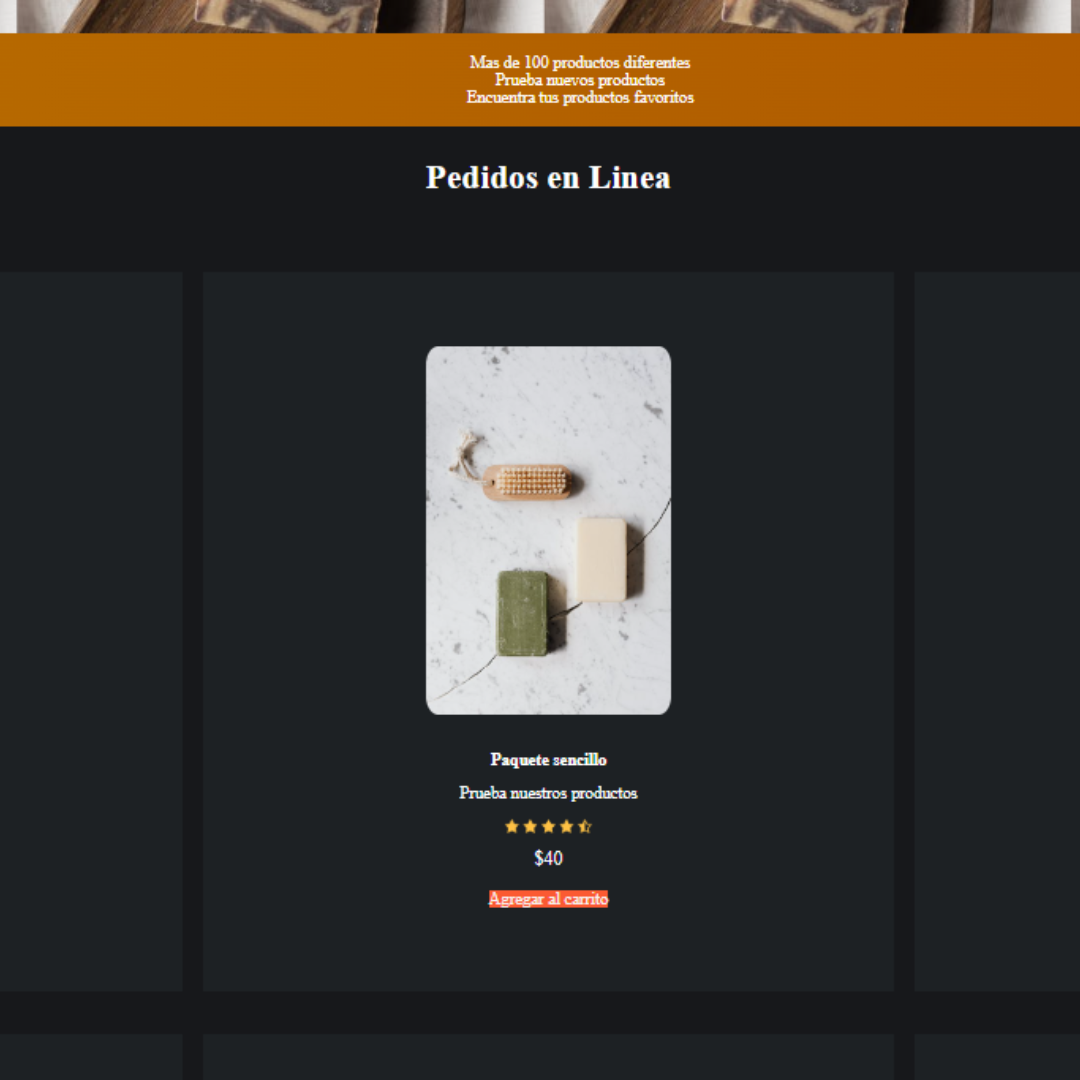 Mas de 100 productos diferentes
Prueba nuevos productos
Encuentra tus productos favoritos
Pedidos en Linea
Paquete sencillo
Prueba nuestros productos
$40
Agregar al carrito